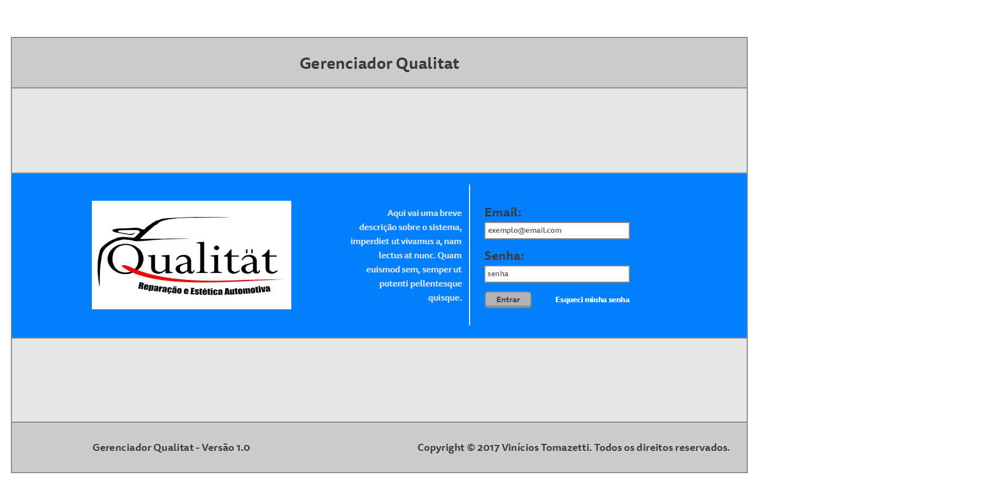 Gerenciador Qualitat
Qualität
Reparação e Estética Automotiva
Aqui vai uma breve
descrição sobre o sistema,
imperdiet ut vivamus a, nam
lectus at nunc. Quam
euismod sem, semper ut
potenti pellentesque
quisque.
Email:
exemplo@email.com
Senha:
senha
Entrar
Esqueci minha senha
Gerenciador Qualitat - Versão 1.0
Copyright © 2017 Vinícios Tomazetti. Todos os direitos reservados.